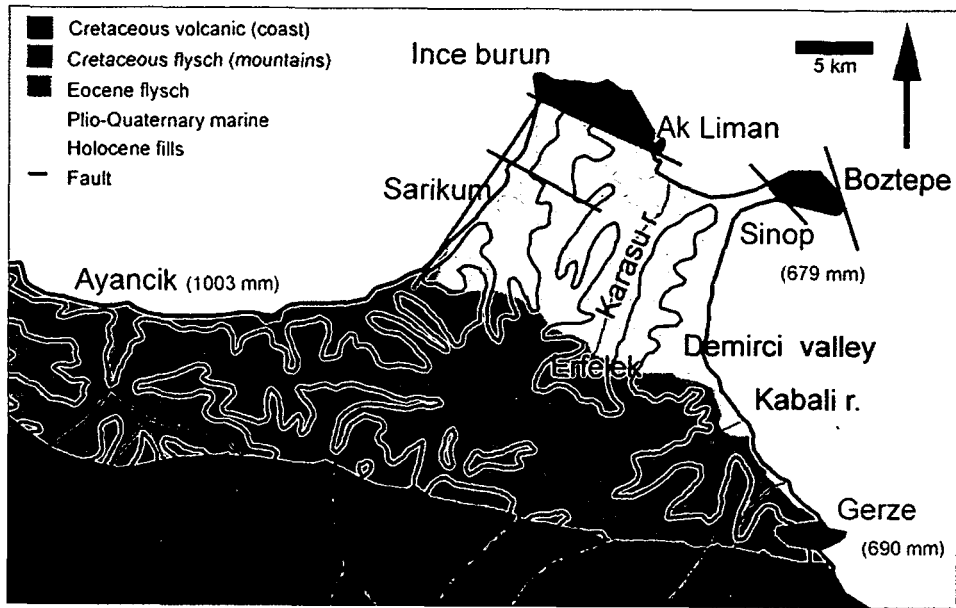 Cretaceous volcanic (coast)
Cretaceous flysch (mountains)
Eocene flysch
Plio-Quaternary marine
Holocene fills
Fault
5 km
Ince burun
Ak Liman
Boztepe
Sarikum
Sinop
(679 mm)
Karasu r.
Ayancik (1003 mm)
Erfelek
Demirci valley
Kabali r.
Gerze
(690 mm)